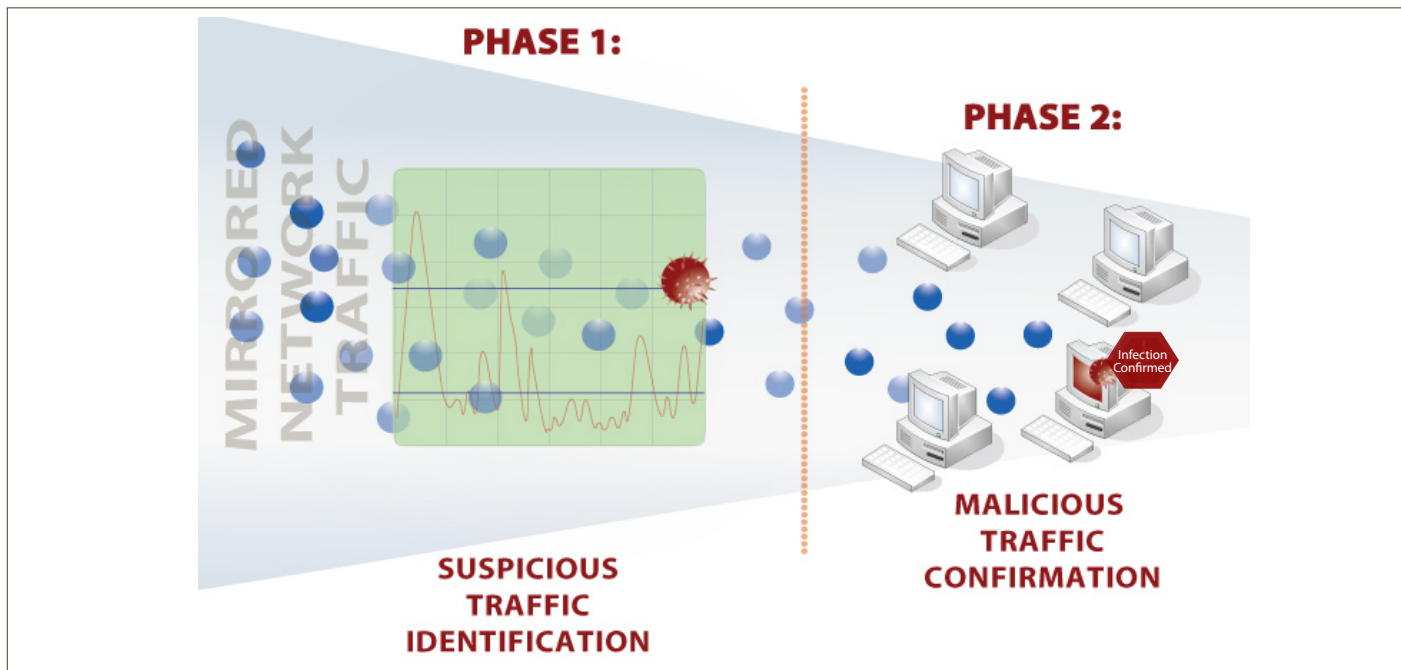 PHASE 1:
PHASE 2:
MIRRORED
NETWORK
TRAFFIC
Infection
Confirmed
SUSPICIOUS
TRAFFIC
IDENTIFICATION
MALICIOUS
TRAFFIC
CONFIRMATION